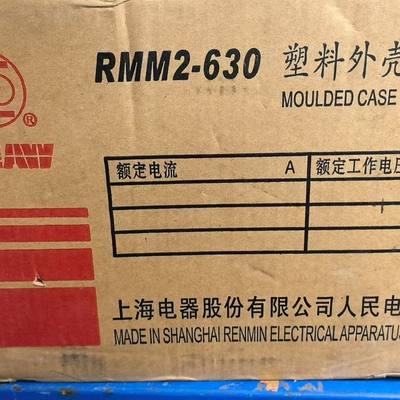 RMM2-630 塑料外壳
MOULDED CASE
®
额定电流 A 额定工作电压
上海电器股份有限公司人民电
MADE IN SHANGHAI RENMIN ELECTRICAL APPARATUS